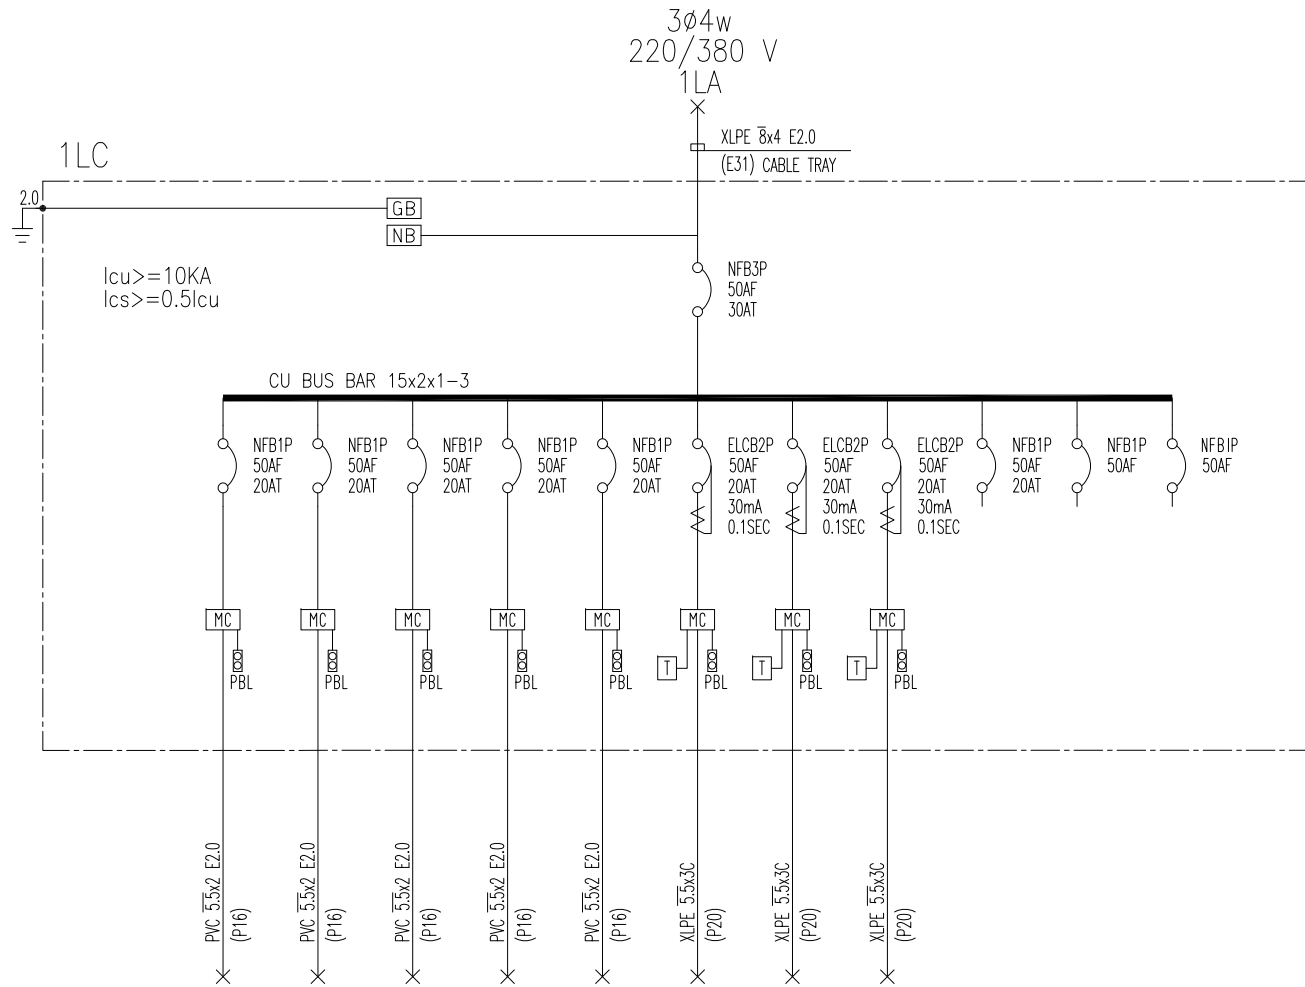 3ø4w
220/380 V
1LA
XLPE 8x4 E2.0
(E31) CABLE TRAY
1LC
2.0
GB
NB
Icu>=10KA
Ics>=0.5Icu
NFB3P
50AF
30AT
CU BUS BAR 15x2x1-3
NFB1P
50AF
20AT
NFB1P
50AF
20AT
NFB1P
50AF
20AT
NFB1P
50AF
20AT
NFB1P
50AF
20AT
ELCB2P
50AF
20AT
30mA
0.1SEC
ELCB2P
50AF
20AT
30mA
0.1SEC
ELCB2P
50AF
20AT
30mA
0.1SEC
NFB1P
50AF
20AT
NFB1P
50AF
NFB1P
50AF
MC
PBL
MC
PBL
MC
PBL
MC
PBL
MC
PBL
MC
T
PBL
MC
T
PBL
MC
T
PBL
PVC 5.5x2 E2.0
(P16)
PVC 5.5x2 E2.0
(P16)
PVC 5.5x2 E2.0
(P16)
PVC 5.5x2 E2.0
(P16)
PVC 5.5x2 E2.0
(P16)
XLPE 5.5x3C
(P20)
XLPE 5.5x3C
(P20)
XLPE 5.5x3C
(P20)